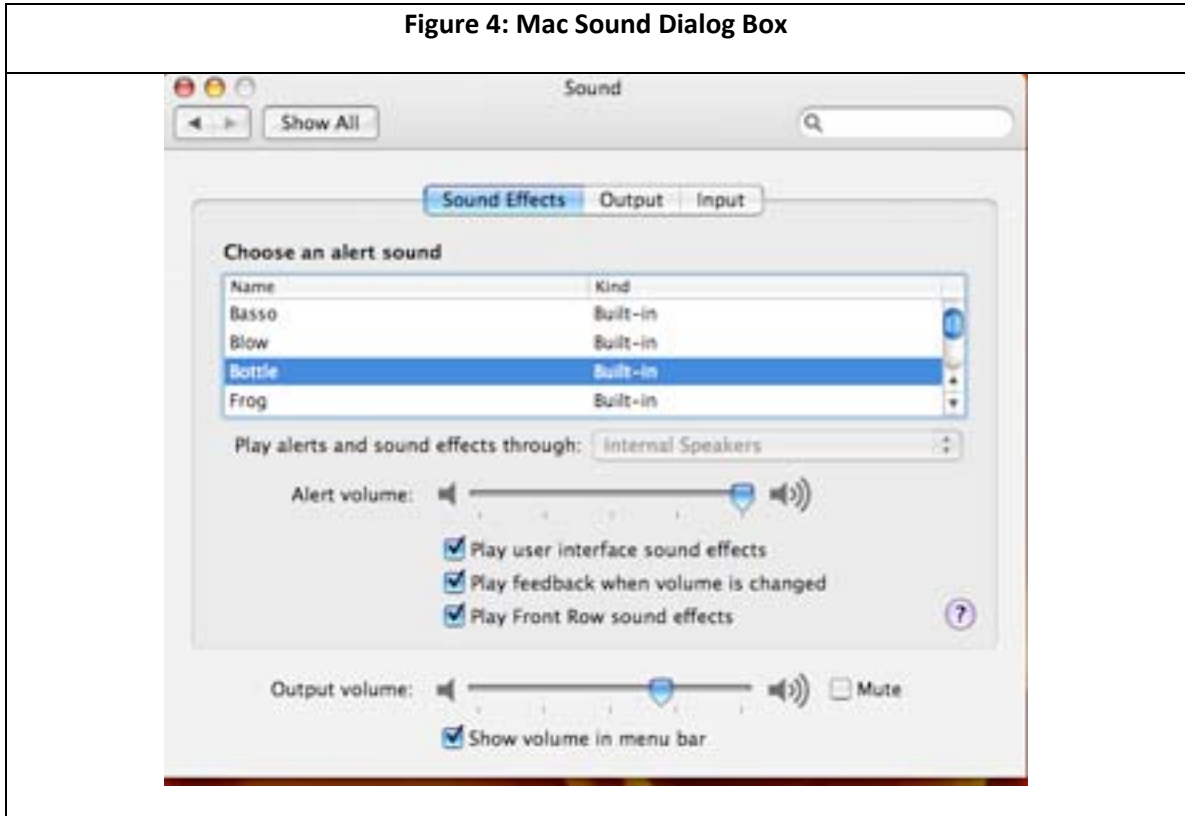 Figure 4: Mac Sound Dialog Box
Sound
Show All
Sound Effects Output Input
Choose an alert sound
Name Kind
Basso Built-in
Blow Built-in
Bottle Built-in
Frog Built-in
Play alerts and sound effects through: Internal Speakers
Alert volume:
Play user interface sound effects
Play feedback when volume is changed
Play Front Row sound effects
?
Output volume: Mute
Show volume in menu bar